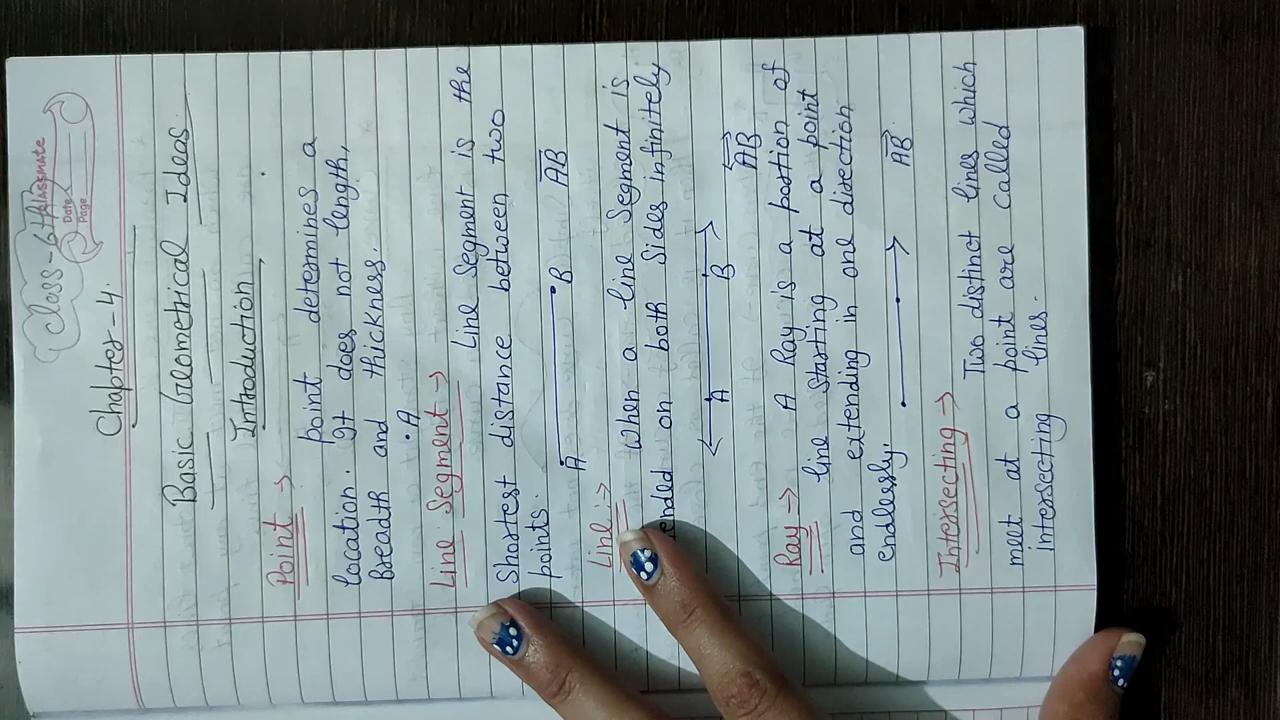 Class-6th
classmate
Date
Page
Chapter-4.
Basic Geometrical Ideas.
Introduction
Point → point determines a
location. It does not length,
breadth and thickness.
. A
Line Segment → Line Segment is the
Shortest distance between two
points.
A B AB
Line :→ When a line Segment is
ended on both sides infinitely
A B AB
Ray → A Ray is a portion of
line Starting at a point
and extending in one direction
endlessly.
AB
Intersecting → Two distinct lines which
meet at a point are called
intersecting lines.